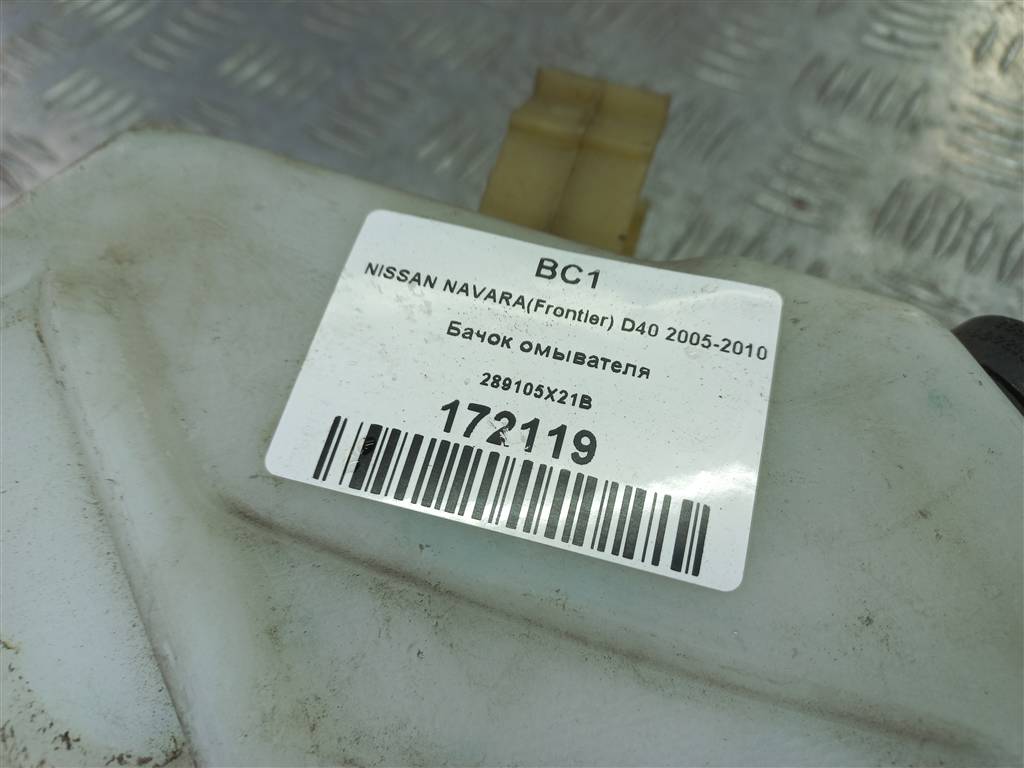 BC1
NISSAN NAVARA(Frontier) D40 2005-2010
Бачок омывателя
289105X21B
172119